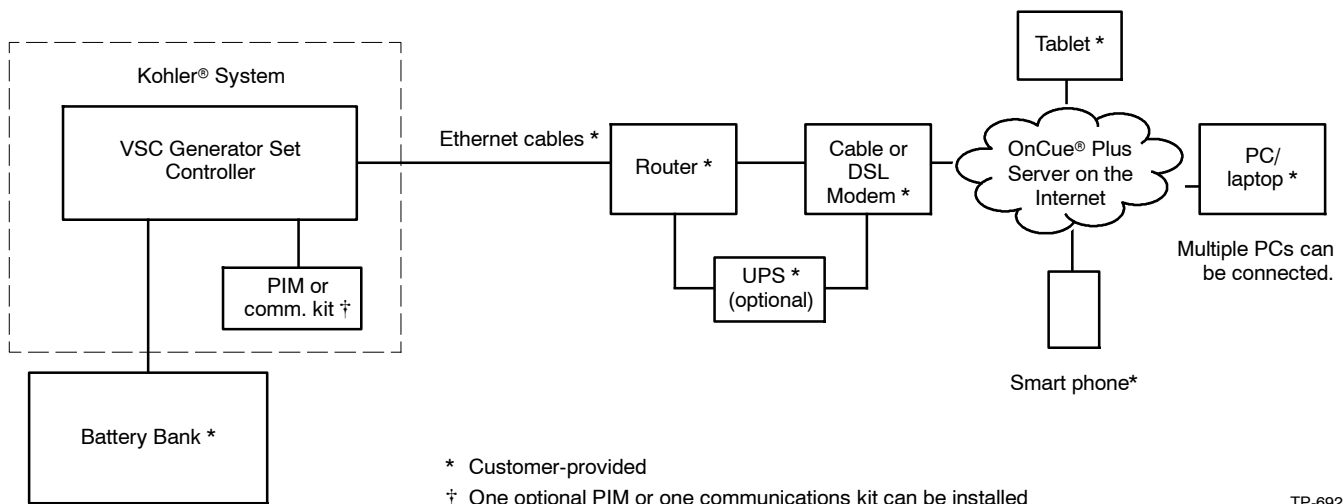 Kohler® System
VSC Generator Set
Controller
PIM or
comm. kit †
Battery Bank *
Ethernet cables *
Router *
Cable or
DSL
Modem *
UPS *
(optional)
Tablet *
OnCue® Plus
Server on the
Internet
PC/
laptop *
Multiple PCs can
be connected.
Smart phone*
* Customer-provided
† One optional PIM or one communications kit can be installed
TP-692